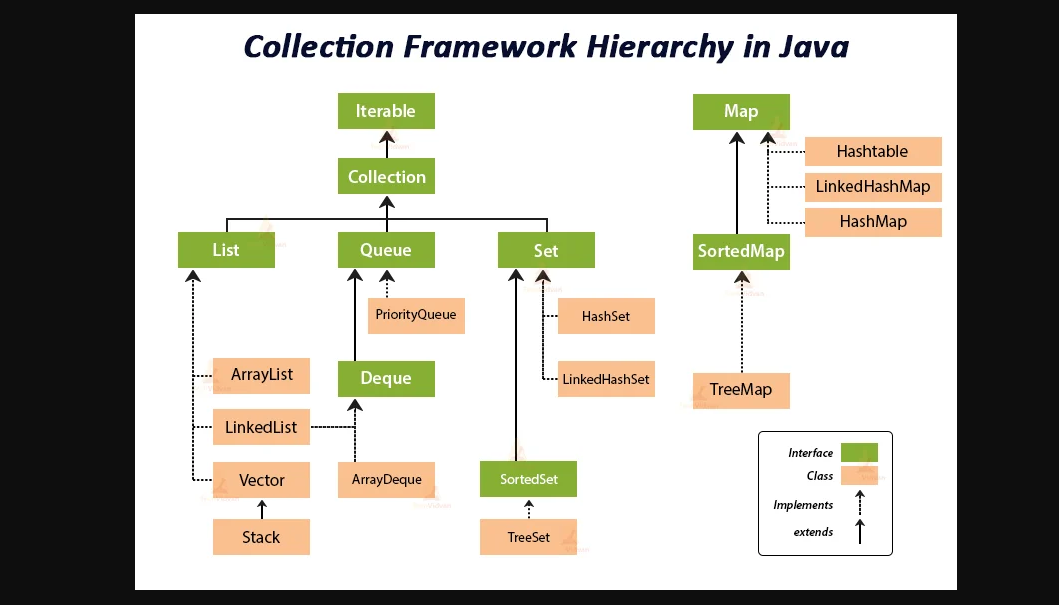 Collection Framework Hierarchy in Java
Iterable
Map
Hashtable
Collection
LinkedHashMap
HashMap
List
Queue
Set
SortedMap
PriorityQueue
HashSet
ArrayList
Deque
LinkedHashSet
TreeMap
LinkedList
Vector
ArrayDeque
SortedSet
Stack
TreeSet
Interface
Class
Implements
extends